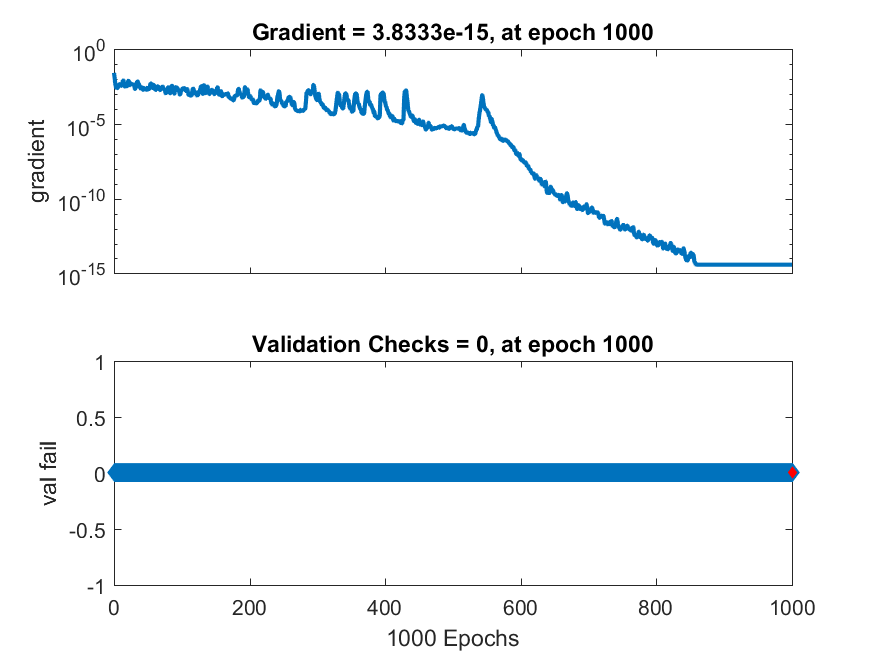 Gradient = 3.8333e-15, at epoch 1000
10^0
10^-5
10^-10
10^-15
gradient
Validation Checks = 0, at epoch 1000
1
0.5
0
-0.5
-1
val fail
0 200 400 600 800 1000
1000 Epochs